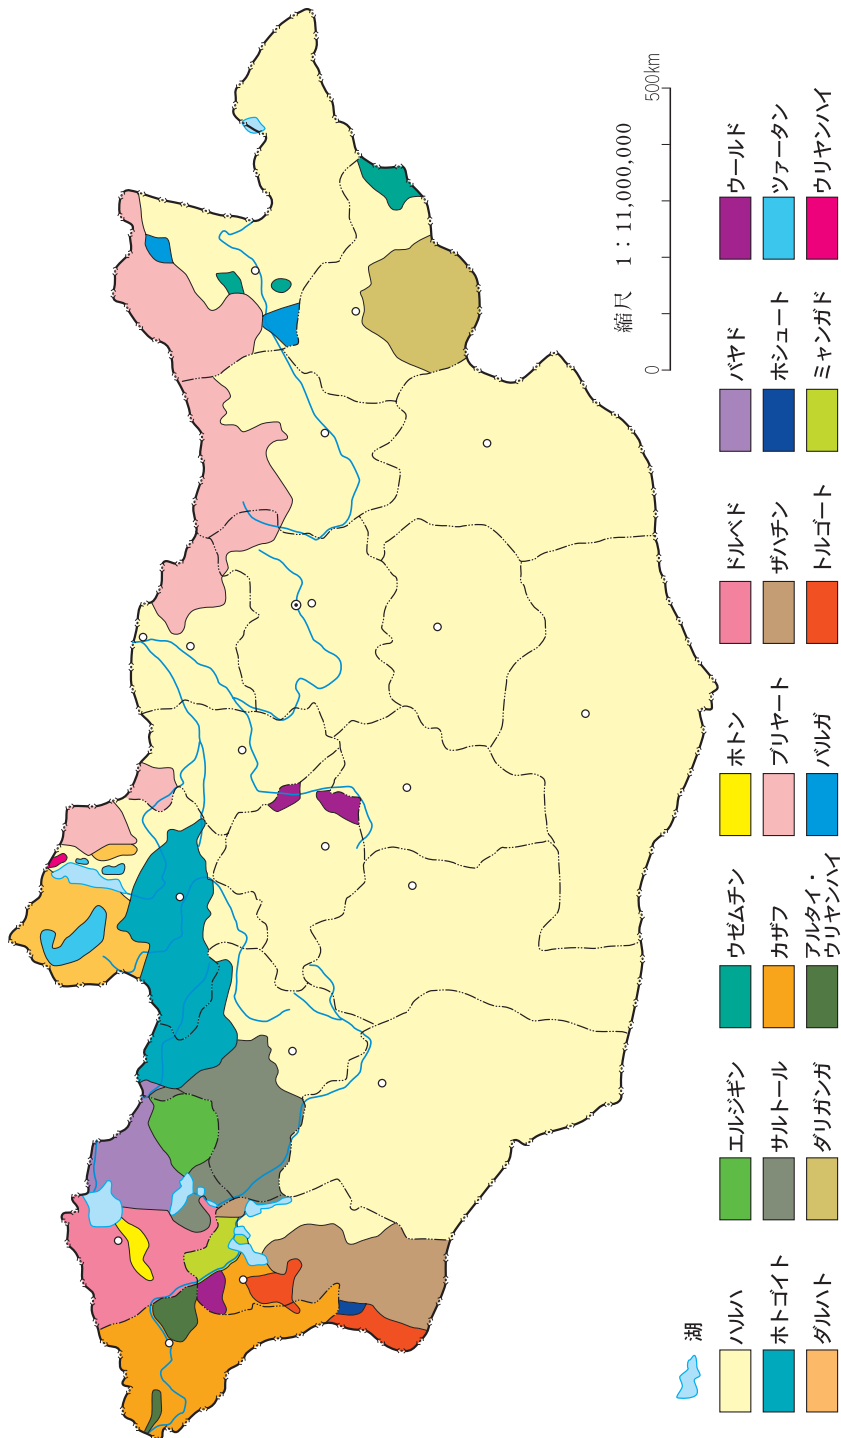 縮尺 1：11,000,000
0 500km
湖
ハルハ
ホトゴイト
ダルハト
エルジギン
サルトール
ダリガンガ
ウゼムチン
カザフ
アルタイ・
ウリヤンハイ
ホトン
ブリヤート
バルガ
ドルベド
ザハチン
トルゴート
バヤド
ホシュート
ミャンガド
ウールド
ツァータン
ウリヤンハイ